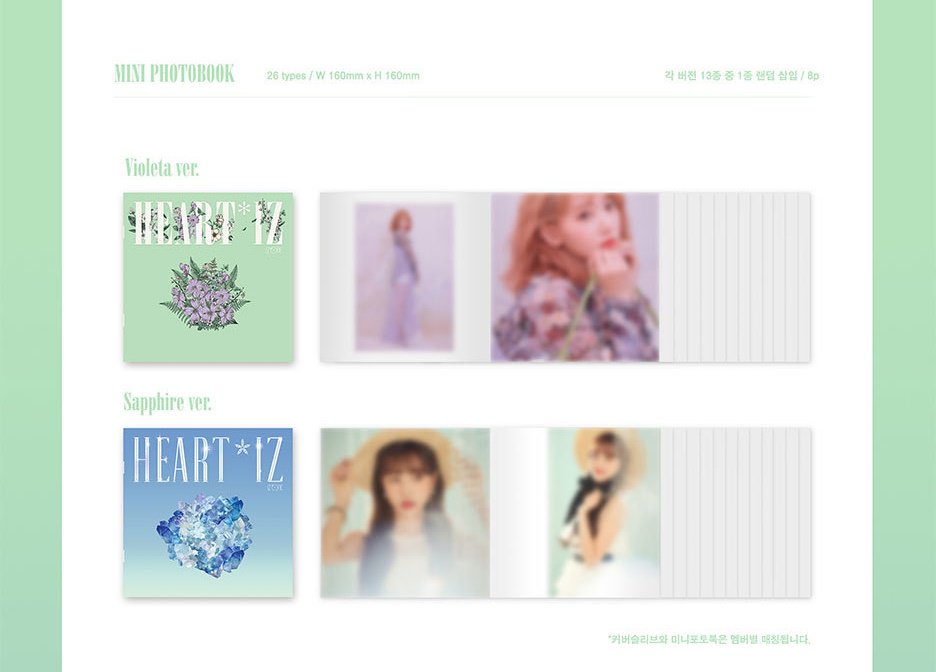 MINI PHOTOBOOK
26 types / W 160mm x H 160mm
각 버전 13종 중 1종 랜덤 삽입 / 8p
Violeta ver.
HEART*IZ
IZ*ONE
Sapphire ver.
HEART*IZ
IZ*ONE
*커버슬리브와 미니포토북은 멤버별 매칭됩니다.